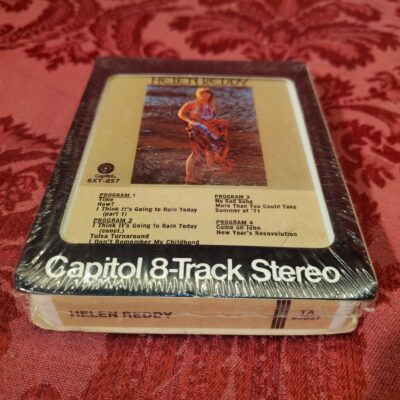 HELEN REDDY
Capitol
8XT-857
PROGRAM 1
Time
How?
I Think It's Going to Rain Today
(part I)
PROGRAM 2
I Think It's Going to Rain Today
(concl.)
Tulsa Turnaround
I Don't Remember My Childhood
PROGRAM 3
No Sad Song
More Than You Could Take
Summer of '71
PROGRAM 4
Come on John
New Year's Resovolution
Capitol 8-Track Stereo
HELEN REDDY
TA